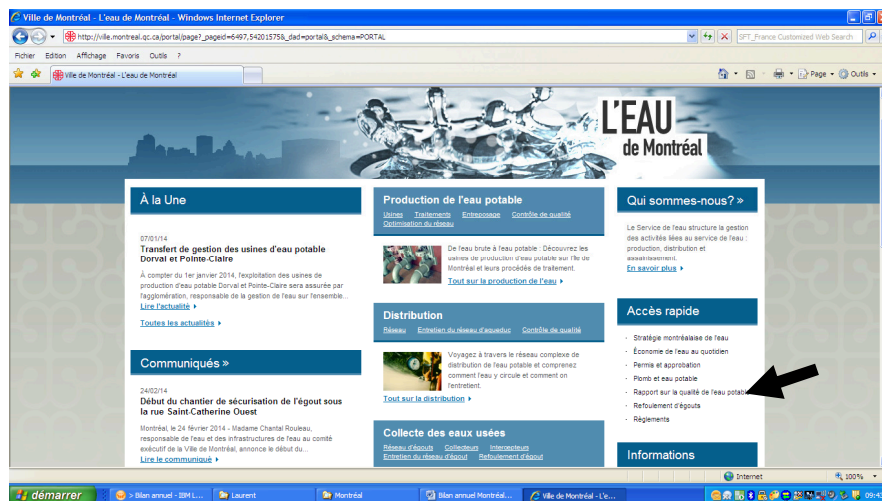 Ville de Montréal - L'eau de Montréal - Windows Internet Explorer
http://ville.montreal.qc.ca/portal/page?_pageid=6497,54201575&_dad=portal&_schema=PORTAL
SFT_France Customized Web Search
Fichier Edition Affichage Favoris Outils ?
Ville de Montréal - L'eau de Montréal
Page Outils
L'EAU
de Montréal
À la Une
07/01/14
Transfert de gestion des usines d'eau potable
Dorval et Pointe-Claire
À compter du 1er janvier 2014, l'exploitation des usines de
production d'eau potable Dorval et Pointe-Claire sera assurée par
l'agglomération, responsable de la gestion de l'eau sur l'ensemble...
Lire l'actualité
Toutes les actualités
Communiqués »
24/02/14
Début du chantier de sécurisation de l'égout sous
la rue Saint-Catherine Ouest
Montréal, le 24 février 2014 - Madame Chantal Rouleau,
responsable de l'eau et des infrastructures de l'eau au comité
exécutif de la Ville de Montréal, annonce le début du...
Lire le communiqué
Production de l'eau potable
Usines Traitements Entreposage Contrôle de qualité
Optimisation du réseau
De l'eau brute à l'eau potable : Découvrez les
usines de production d'eau potable sur l'île de
Montréal et leurs procédés de traitement.
Tout sur la production de l'eau
Distribution
Réseau Entretien du réseau d'aqueduc Contrôle de qualité
Voyagez à travers le réseau complexe de
distribution de l'eau potable et comprenez
comment l'eau y circule et comment on
l'entretient.
Tout sur la distribution
Collecte des eaux usées
Réseau d'égouts Collecteurs Intercepteurs
Entretien du réseau d'égout Refoulement d'égout
Qui sommes-nous? »
Le Service de l'eau structure la gestion
des activités liées au service de l'eau :
production, distribution et
assainissement.
En savoir plus
Accès rapide
· Stratégie montréalaise de l'eau
· Économie de l'eau au quotidien
· Permis et approbation
· Plomb et eau potable
· Rapport sur la qualité de l'eau potable
· Refoulement d'égouts
· Règlements
Informations
Internet 100%
démarrer > Bilan annuel - IBM L... Laurent Montréal Bilan annuel Montréal... Ville de Montréal - L'e... 09:4